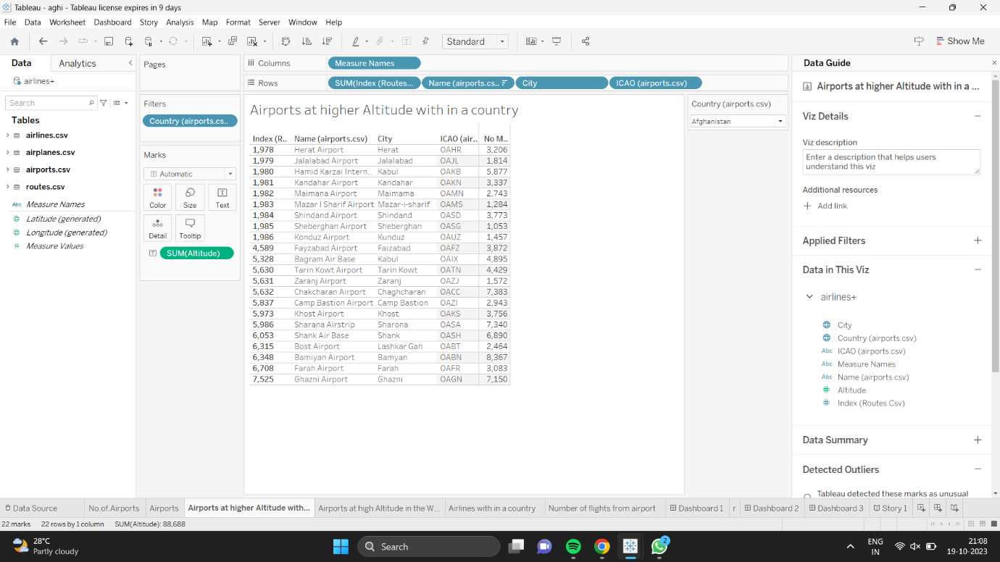 Tableau - aghi - Tableau license expires in 9 days
File Data Worksheet Dashboard Story Analysis Map Format Server Window Help
Standard
Show Me
Data Analytics
airlines+
Search
Tables
airlines.csv
airplanes.csv
airports.csv
routes.csv
Abc Measure Names
Latitude (generated)
Longitude (generated)
# Measure Values
Pages
Filters
Country (airports.cs..
Marks
Automatic
Color Size Text
Detail Tooltip
SUM(Altitude)
Columns Measure Names
Rows SUM(Index (Routes... Name (airports.cs.. City ICAO (airports.csv)
Airports at higher Altitude with in a country
Index (R.. Name (airports.csv) City ICAO (air.. No M..
1,978 Herat Airport Herat OAHR 3,206
1,979 Jalalabad Airport Jalalabad OAJL 1,814
1,980 Hamid Karzai Intern.. Kabul OAKB 5,877
1,981 Kandahar Airport Kandahar OAKN 3,337
1,982 Maimana Airport Maimama OAMN 2,743
1,983 Mazar I Sharif Airport Mazar-i-sharif OAMS 1,284
1,984 Shindand Airport Shindand OASD 3,773
1,985 Sheberghan Airport Sheberghan OASG 1,053
1,986 Konduz Airport Kunduz OAUZ 1,457
4,589 Fayzabad Airport Faizabad OAFZ 3,872
5,328 Bagram Air Base Kabul OAIX 4,895
5,630 Tarin Kowt Airport Tarin Kowt OATN 4,429
5,631 Zaranj Airport Zaranj OAZJ 1,572
5,632 Chakcharan Airport Chaghcharan OACC 7,383
5,837 Camp Bastion Airport Camp Bastion OAZI 2,943
5,973 Khost Airport Khost OAKS 3,756
5,986 Sharana Airstrip Sharona OASA 7,340
6,053 Shank Air Base Shank OASH 6,890
6,315 Bost Airport Lashkar Gah OABT 2,464
6,348 Bamiyan Airport Bamyan OABN 8,367
6,708 Farah Airport Farah OAFR 3,083
7,525 Ghazni Airport Ghazni OAGN 7,150
Country (airports.csv)
Afghanistan
Data Guide
Airports at higher Altitude with in a ...
Viz Details
Viz description
Enter a description that helps users
understand this viz
Additional resources
Add link
Applied Filters
Data in This Viz
airlines+
City
Country (airports.csv)
Abc ICAO (airports.csv)
Abc Measure Names
Abc Name (airports.csv)
# Altitude
# Index (Routes.Csv)
Data Summary
Detected Outliers
Tableau detected these marks as unusual
Data Source No.of.Airports Airports Airports at higher Altitude with... Airports at high Altitude in the W... Airlines with in a country Number of flights from airport Dashboard 1 r Dashboard 2 Dashboard 3 Story 1
22 marks 22 rows by 1 column SUM(Altitude): 88,688
28°C
Partly cloudy
Search
2
ENG
IN
21:08
19-10-2023